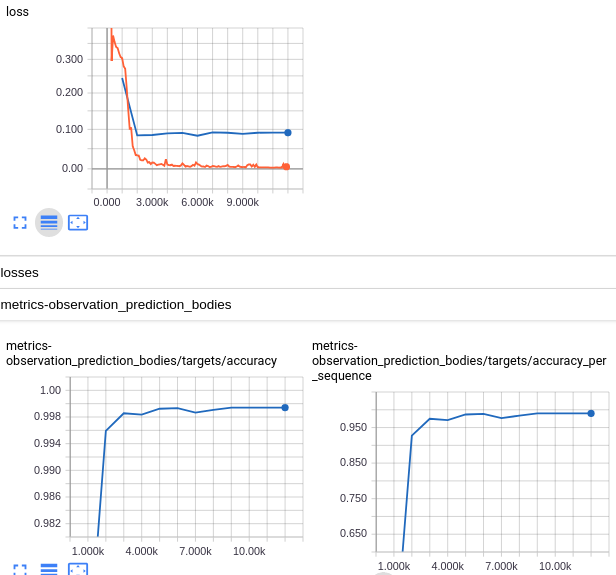 loss
0.300
0.200
0.100
0.00
0.000 3.000k 6.000k 9.000k
losses
metrics-observation_prediction_bodies
metrics-
observation_prediction_bodies/targets/accuracy
1.00
0.998
0.994
0.990
0.986
0.982
1.000k 4.000k 7.000k 10.00k
metrics-
observation_prediction_bodies/targets/accuracy_per
_sequence
0.950
0.850
0.750
0.650
1.000k 4.000k 7.000k 10.00k